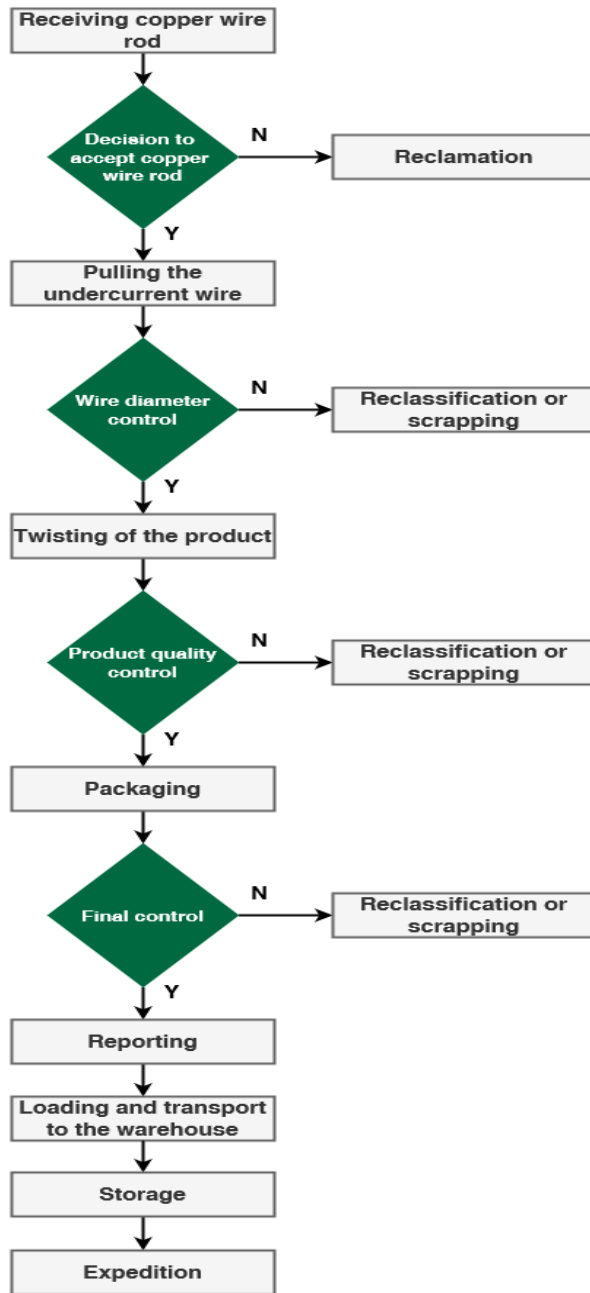 Receiving copper wire
rod
Decision to
accept copper
wire rod
N
Reclamation
Y
Pulling the
undercurrent wire
Wire diameter
control
N
Reclassification or
scrapping
Y
Twisting of the product
Product quality
control
N
Reclassification or
scrapping
Y
Packaging
Final control
N
Reclassification or
scrapping
Y
Reporting
Loading and transport
to the warehouse
Storage
Expedition